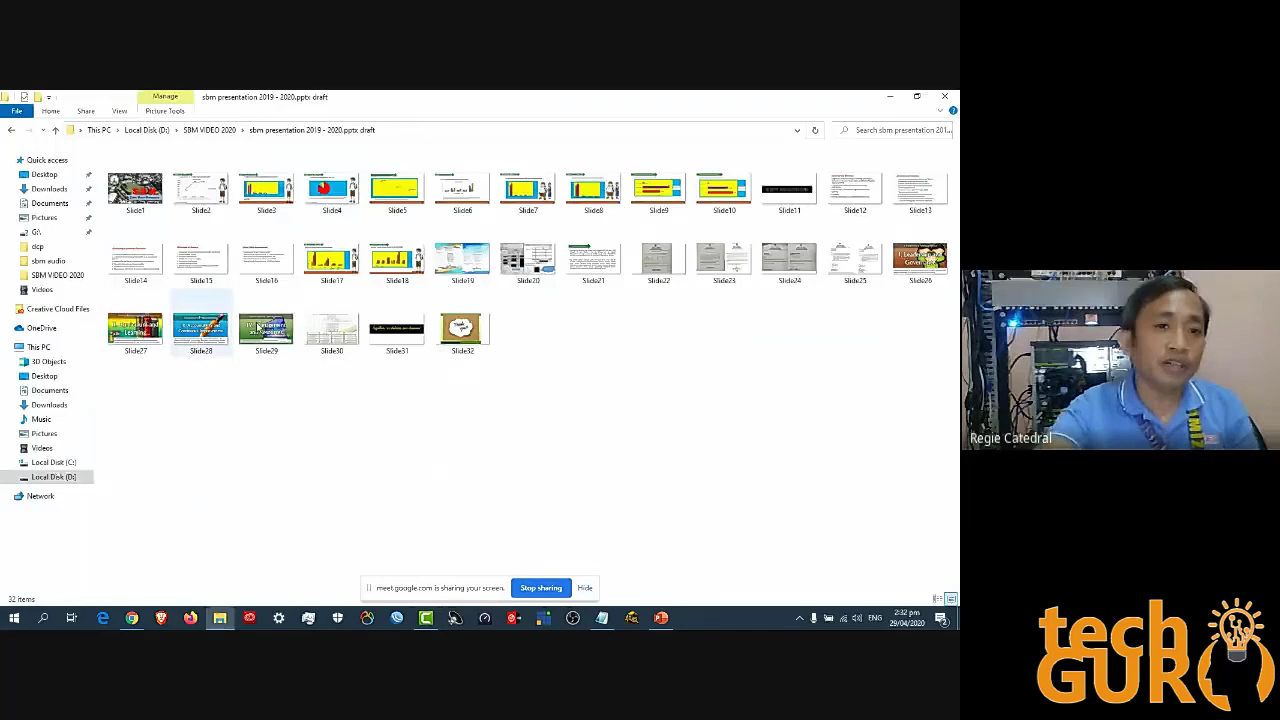 Manage
sbm presentation 2019 - 2020.pptx draft
File
Home
Share
View
Picture Tools
This PC
Local Disk (D:)
SBM VIDEO 2020
sbm presentation 2019 - 2020.pptx draft
Search sbm presentation 201...
Quick access
Desktop
Downloads
Documents
Pictures
G:\
dcp
sbm audio
SBM VIDEO 2020
Videos
Creative Cloud Files
OneDrive
This PC
3D Objects
Desktop
Documents
Downloads
Music
Pictures
Videos
Local Disk (C:)
Local Disk (D:)
Network
Slide1
Slide2
Slide3
Slide4
Slide5
Slide6
Slide7
Slide8
Slide9
Slide10
Slide11
Slide12
Slide13
Slide14
Slide15
Slide16
Slide17
Slide18
Slide19
Slide20
Slide21
Slide22
Slide23
Slide24
Slide25
Slide26
Slide27
Slide28
Slide29
Slide30
Slide31
Slide32
32 items
meet.google.com is sharing your screen.
Stop sharing
Hide
ENG
2:32 pm
29/04/2020
Regie Catedral
tech
GURO